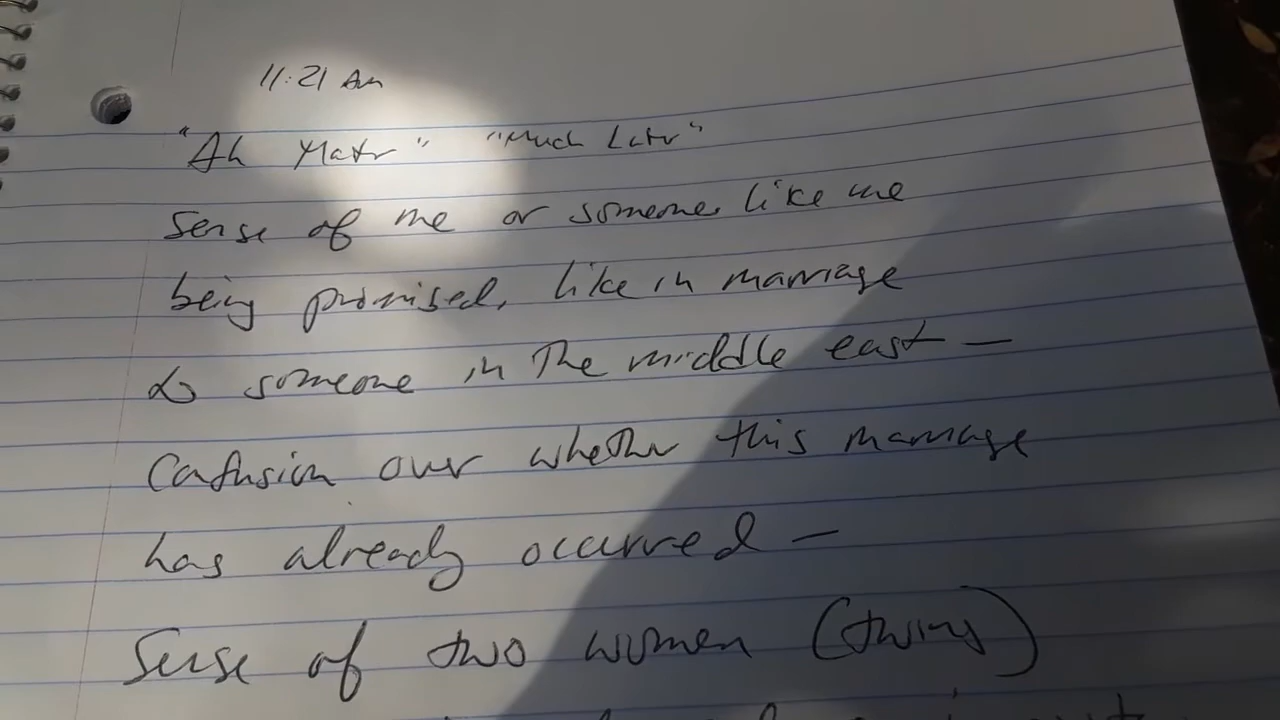 11:21 AM
"Ah Mater" "Much Later"
Sense of me or someone like me
being promised, like in marriage
to someone in the middle east —
Confusion over whether this marriage
has already occurred —
Sense of two women (twins)